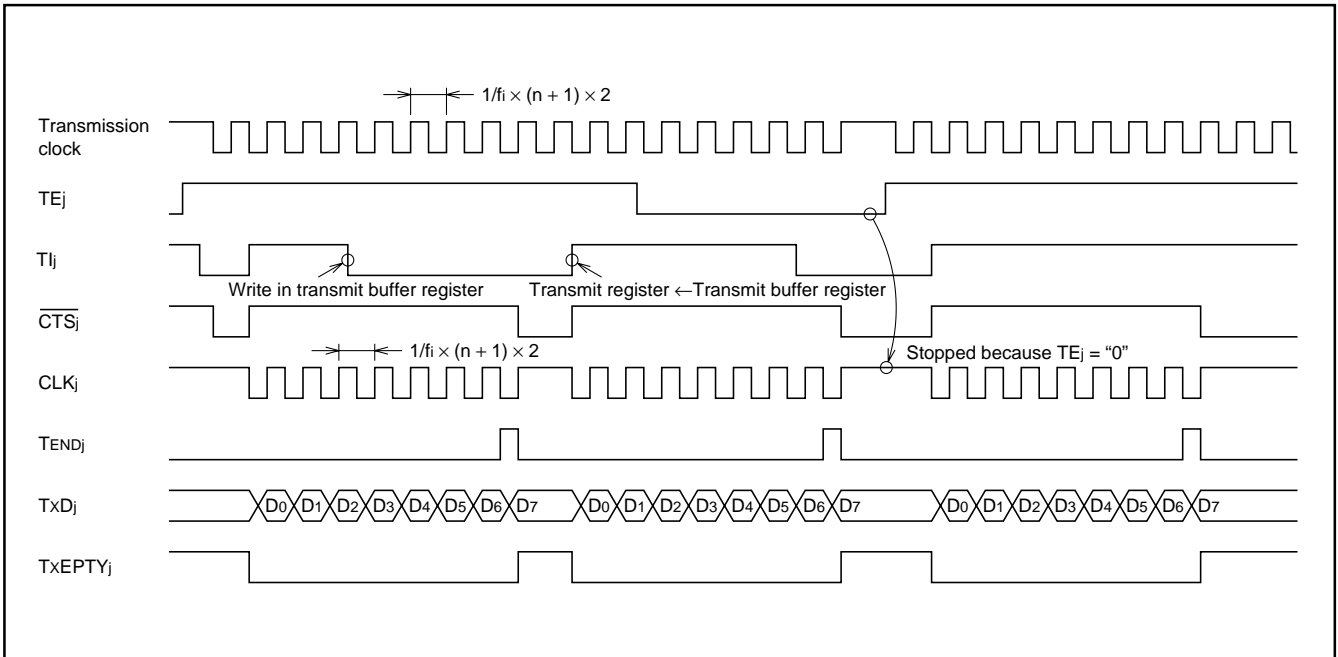 1/fi × (n + 1) × 2
Transmission
clock
TEj
TIj
Write in transmit buffer register
Transmit register ←Transmit buffer register
CTSj
1/fi × (n + 1) × 2
Stopped because TEj = “0”
CLKj
TENDj
TXDj
D0 D1 D2 D3 D4 D5 D6 D7 D0 D1 D2 D3 D4 D5 D6 D7 D0 D1 D2 D3 D4 D5 D6 D7
TXEPTYj